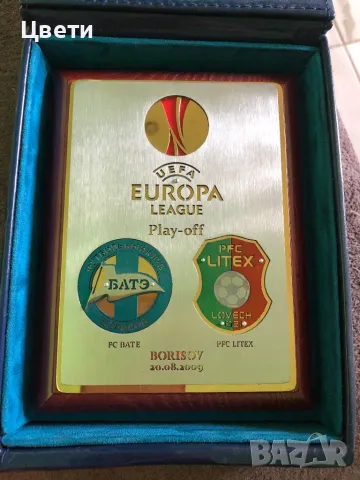 Цвети
UEFA
EUROPA
LEAGUE
Play-off
БАТЭ
PFC
LITEX
LOVECH
FC BATE
PFC LITEX
BORISOV
20.08.2009
BAZAR